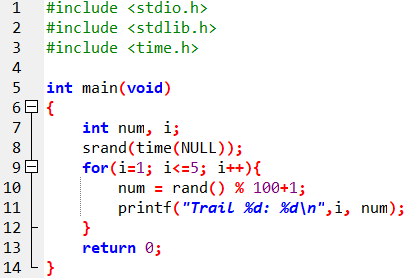 1 #include <stdio.h>
2 #include <stdlib.h>
3 #include <time.h>
4
5 int main(void)
6 {
7 int num, i;
8 srand(time(NULL));
9 for(i=1; i<=5; i++){
10 num = rand() % 100+1;
11 printf("Trail %d: %d\n",i, num);
12 }
13 return 0;
14 }